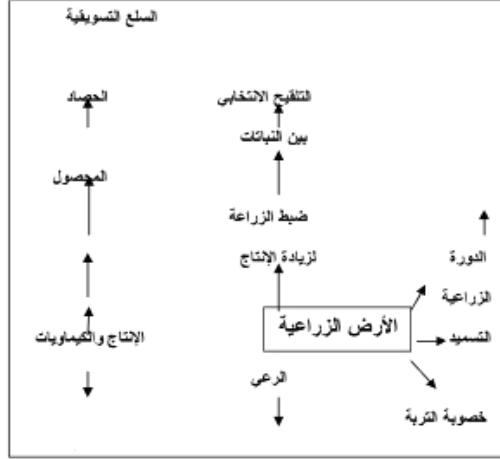 السلع التسويقية
التلقيح الانتخابي
الحصاد
بين النباتات
المحصول
ضبط الزراعة
لزيادة الإنتاج
الدورة
الزراعية
الأرض الزراعية
التسميد
الإنتاج والكيماويات
الرعي
خصوبة التربة